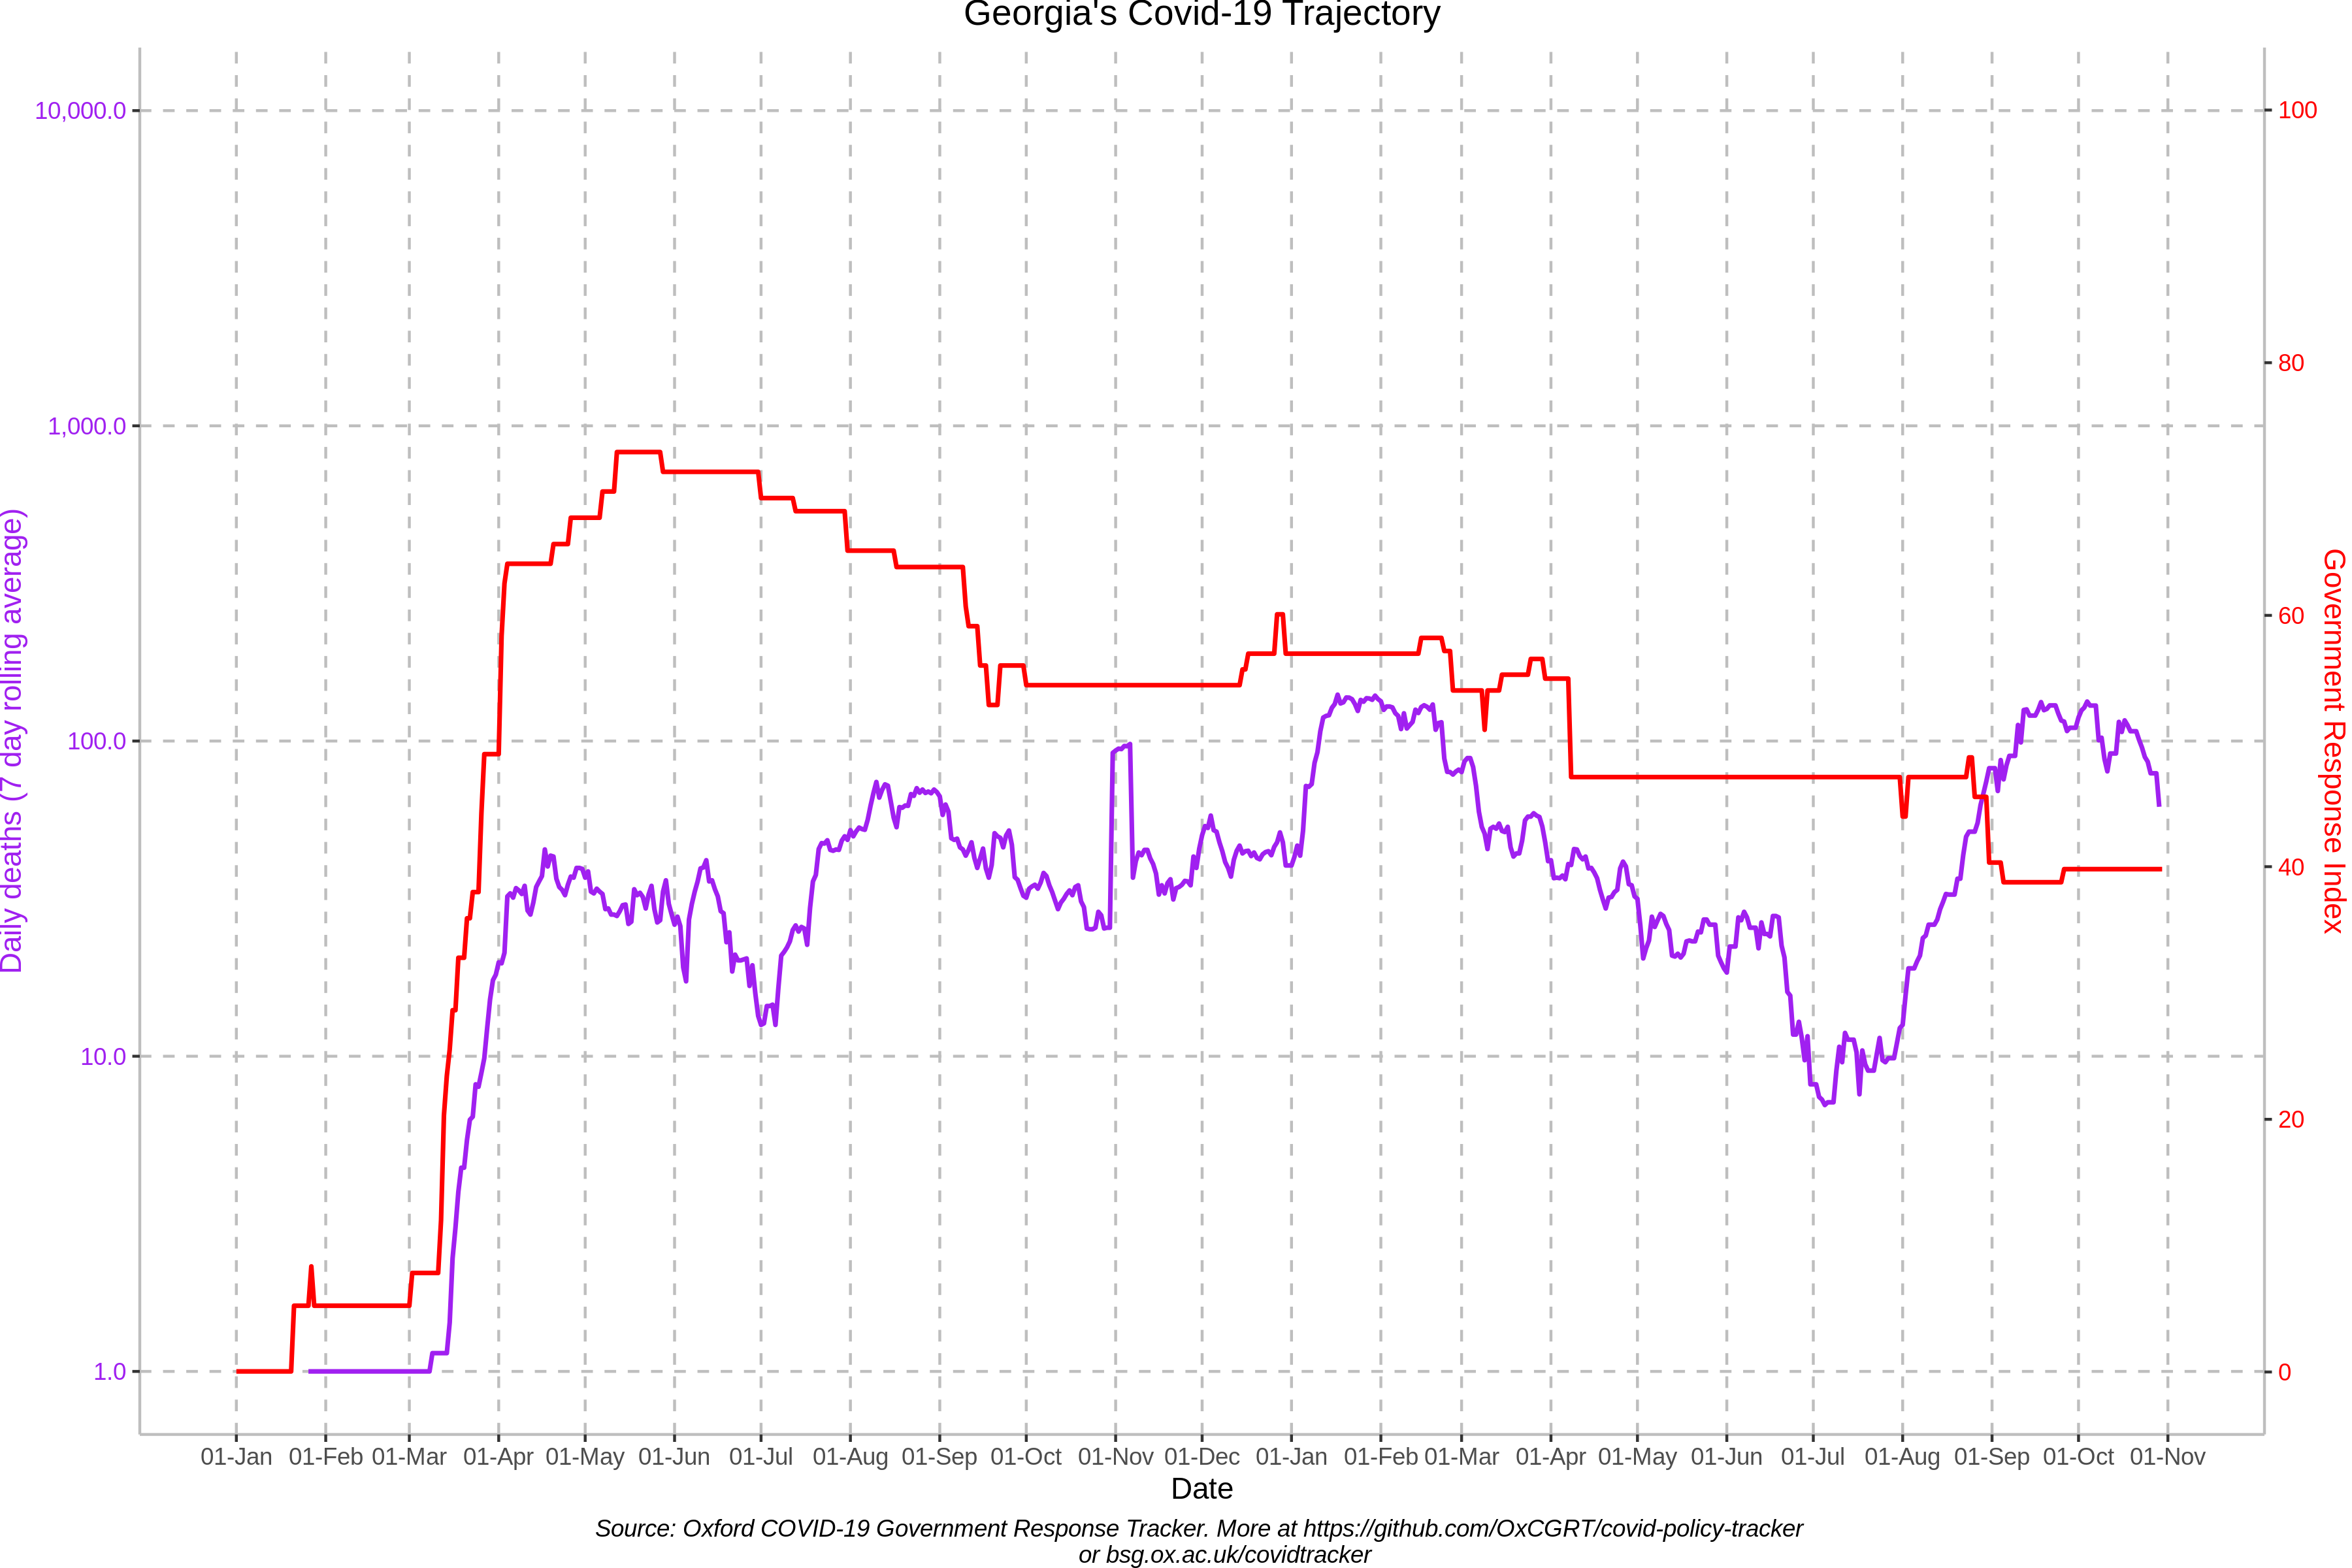 Georgia's Covid-19 Trajectory
10,000.0
1,000.0
100.0
10.0
1.0
Daily deaths (7 day rolling average)
100
80
60
40
20
0
Government Response Index
01-Jan 01-Feb 01-Mar 01-Apr 01-May 01-Jun 01-Jul 01-Aug 01-Sep 01-Oct 01-Nov 01-Dec 01-Jan 01-Feb 01-Mar 01-Apr 01-May 01-Jun 01-Jul 01-Aug 01-Sep 01-Oct 01-Nov
Date
Source: Oxford COVID-19 Government Response Tracker. More at https://github.com/OxCGRT/covid-policy-tracker
or bsg.ox.ac.uk/covidtracker